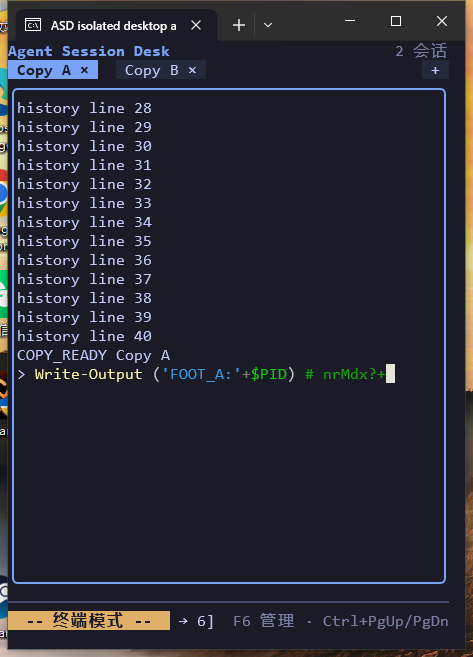 ASD isolated desktop a
Agent Session Desk 2 会话
Copy A × Copy B × +
history line 28
history line 29
history line 30
history line 31
history line 32
history line 33
history line 34
history line 35
history line 36
history line 37
history line 38
history line 39
history line 40
COPY_READY Copy A
> Write-Output ('FOOT_A:'+$PID) # nrMdx?+
-- 终端模式 -- → 6] F6 管理 · Ctrl+PgUp/PgDn